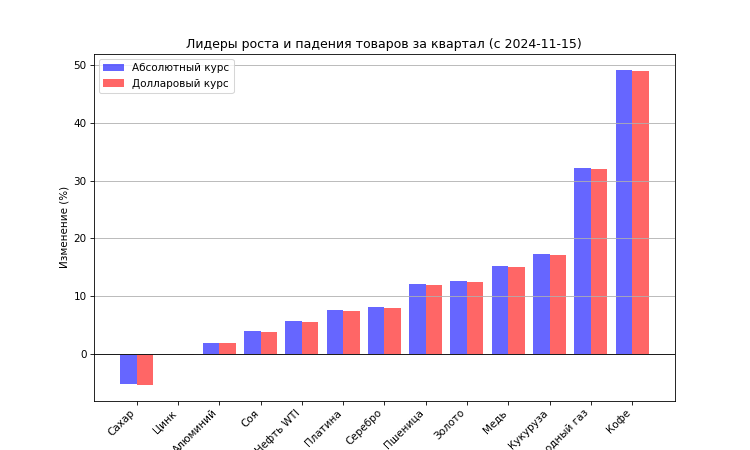 Лидеры роста и падения товаров за квартал (с 2024-11-15)
Абсолютный курс
Долларовый курс
Изменение (%)
50
40
30
20
10
0
Сахар
Цинк
Алюминий
Соя
Нефть WTI
Платина
Серебро
Пшеница
Золото
Медь
Кукуруза
одный газ
Кофе